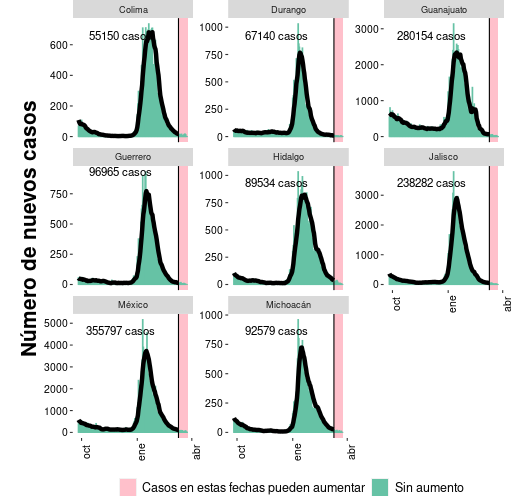 Colima
Durango
Guanajuato
55150 casos
67140 casos
280154 casos
600
400
200
0
1000
750
500
250
0
3000
2000
1000
0
Guerrero
Hidalgo
Jalisco
96965 casos
89534 casos
238282 casos
750
500
250
0
1000
750
500
250
0
3000
2000
1000
0
México
Michoacán
oct
ene
abr
355797 casos
92579 casos
5000
4000
3000
2000
1000
0
1000
750
500
250
0
oct
ene
abr
oct
ene
abr
Número de nuevos casos
Casos en estas fechas pueden aumentar
Sin aumento